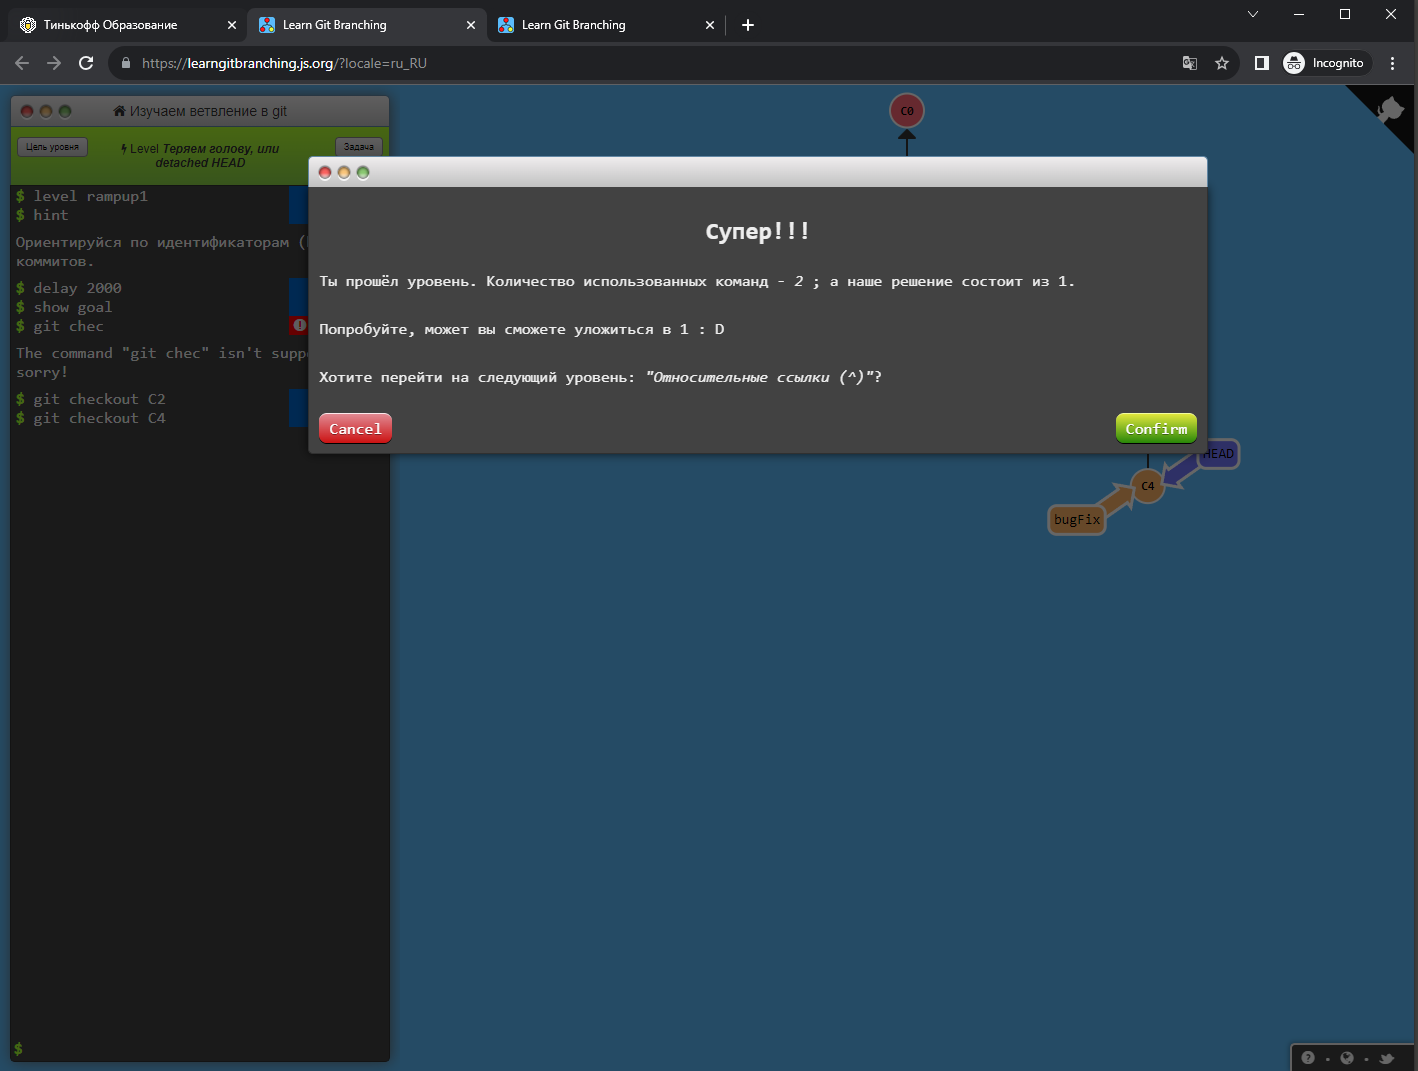 Тинькофф Образование
Learn Git Branching
Learn Git Branching
https://learngitbranching.js.org/?locale=ru_RU
Incognito
Изучаем ветвление в git
Цель уровня
Level Теряем голову, или
detached HEAD
Задача
$ level rampup1
$ hint
Ориентируйся по идентификаторам (
коммитов.
$ delay 2000
$ show goal
$ git chec
The command "git chec" isn't supp
sorry!
$ git checkout C2
$ git checkout C4
$
C0
Супер!!!
Ты прошёл уровень. Количество использованных команд - 2 ; а наше решение состоит из 1.
Попробуйте, может вы сможете уложиться в 1 : D
Хотите перейти на следующий уровень: "Относительные ссылки (^)"?
Cancel
Confirm
HEAD
C4
bugFix